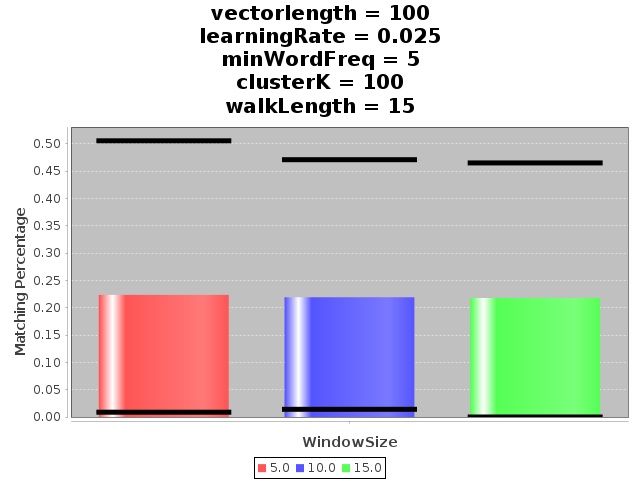 vectorlength = 100
learningRate = 0.025
minWordFreq = 5
clusterK = 100
walkLength = 15
Matching Percentage
0.50
0.45
0.40
0.35
0.30
0.25
0.20
0.15
0.10
0.05
0.00
WindowSize
5.0 10.0 15.0